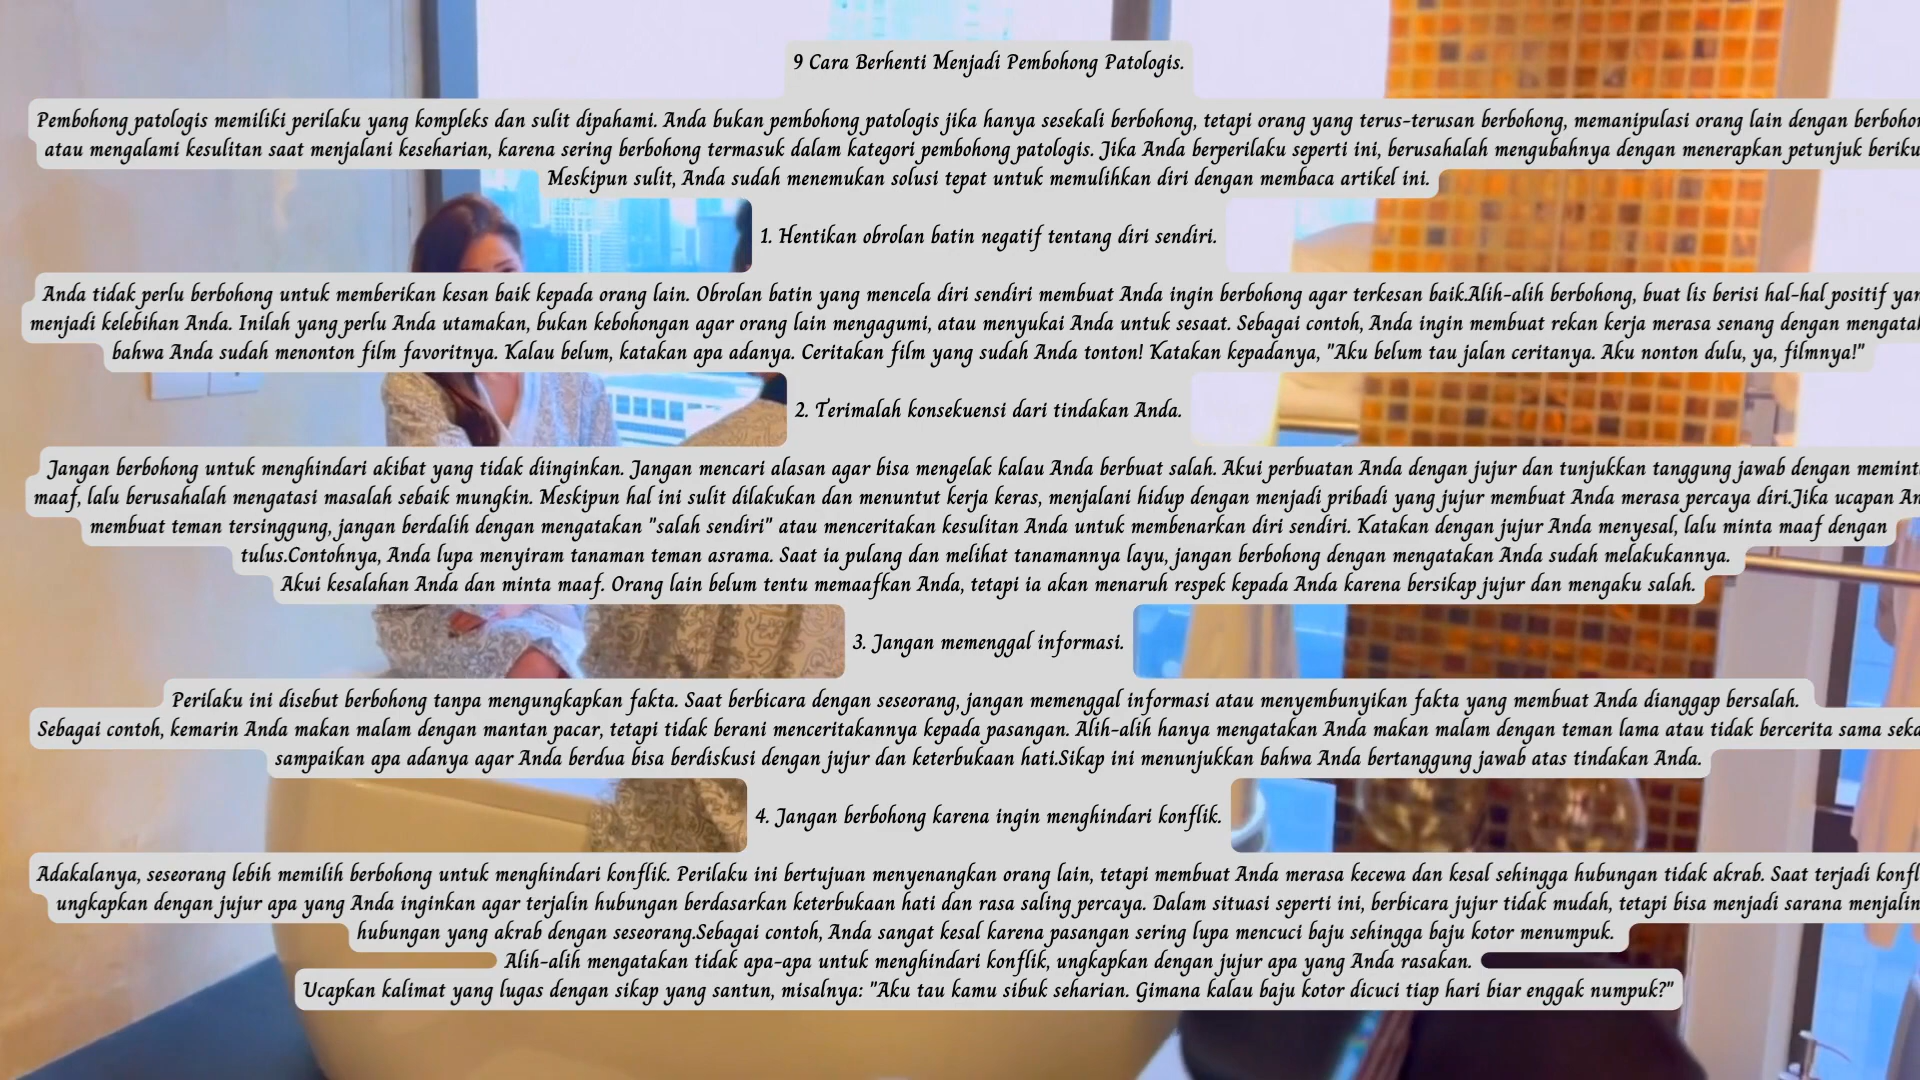 9 Cara Berhenti Menjadi Pembohong Patologis.
Pembohong patologis memiliki perilaku yang kompleks dan sulit dipahami. Anda bukan pembohong patologis jika hanya sesekali berbohong, tetapi orang yang terus-terusan berbohong, memanipulasi orang lain dengan
atau mengalami kesulitan saat menjalani keseharian, karena sering berbohong termasuk dalam kategori pembohong patologis. Jika Anda berperilaku seperti ini, berusahalah mengubahnya dengan menerapkan petunjuk
Meskipun sulit, Anda sudah menemukan solusi tepat untuk memulihkan diri dengan membaca artikel ini.
1. Hentikan obrolan batin negatif tentang diri sendiri.
Anda tidak perlu berbohong untuk memberikan kesan baik kepada orang lain. Obrolan batin yang mencela diri sendiri membuat Anda ingin berbohong agar terkesan baik.Alih-alih berbohong, buat lis berisi hal-hal positif
menjadi kelebihan Anda. Inilah yang perlu Anda utamakan, bukan kebohongan agar orang lain mengagumi, atau menyukai Anda untuk sesaat. Sebagai contoh, Anda ingin membuat rekan kerja merasa senang dengan
bahwa Anda sudah menonton film favoritnya. Kalau belum, katakan apa adanya. Ceritakan film yang sudah Anda tonton! Katakan kepadanya, "Aku belum tau jalan ceritanya. Aku nonton dulu, ya, filmnya!"
2. Terimalah konsekuensi dari tindakan Anda.
Jangan berbohong untuk menghindari akibat yang tidak diinginkan. Jangan mencari alasan agar bisa mengelak kalau Anda berbuat salah. Akui perbuatan Anda dengan jujur dan tunjukkan tanggung jawab dengan
maaf, lalu berusahalah mengatasi masalah sebaik mungkin. Meskipun hal ini sulit dilakukan dan menuntut kerja keras, menjalani hidup dengan menjadi pribadi yang jujur membuat Anda merasa percaya diri.Jika ucapan
membuat teman tersinggung, jangan berdalih dengan mengatakan "salah sendiri" atau menceritakan kesulitan Anda untuk membenarkan diri sendiri. Katakan dengan jujur Anda menyesal, lalu minta maaf dengan
tulus.Contohnya, Anda lupa menyiram tanaman teman asrama. Saat ia pulang dan melihat tanamannya layu, jangan berbohong dengan mengatakan Anda sudah melakukannya.
Akui kesalahan Anda dan minta maaf. Orang lain belum tentu memaafkan Anda, tetapi ia akan menaruh respek kepada Anda karena bersikap jujur dan mengaku salah.
3. Jangan memenggal informasi.
Perilaku ini disebut berbohong tanpa mengungkapkan fakta. Saat berbicara dengan seseorang, jangan memenggal informasi atau menyembunyikan fakta yang membuat Anda dianggap bersalah.
Sebagai contoh, kemarin Anda makan malam dengan mantan pacar, tetapi tidak berani menceritakannya kepada pasangan. Alih-alih hanya mengatakan Anda makan malam dengan teman lama atau tidak bercerita sama
sampaikan apa adanya agar Anda berdua bisa berdiskusi dengan jujur dan keterbukaan hati.Sikap ini menunjukkan bahwa Anda bertanggung jawab atas tindakan Anda.
4. Jangan berbohong karena ingin menghindari konflik.
Adakalanya, seseorang lebih memilih berbohong untuk menghindari konflik. Perilaku ini bertujuan menyenangkan orang lain, tetapi membuat Anda merasa kecewa dan kesal sehingga hubungan tidak akrab. Saat terjadi
ungkapkan dengan jujur apa yang Anda inginkan agar terjalin hubungan berdasarkan keterbukaan hati dan rasa saling percaya. Dalam situasi seperti ini, berbicara jujur tidak mudah, tetapi bisa menjadi sarana menjalin
hubungan yang akrab dengan seseorang.Sebagai contoh, Anda sangat kesal karena pasangan sering lupa mencuci baju sehingga baju kotor menumpuk.
Alih-alih mengatakan tidak apa-apa untuk menghindari konflik, ungkapkan dengan jujur apa yang Anda rasakan.
Ucapkan kalimat yang lugas dengan sikap yang santun, misalnya: "Aku tau kamu sibuk seharian. Gimana kalau baju kotor dicuci tiap hari biar enggak numpuk?"